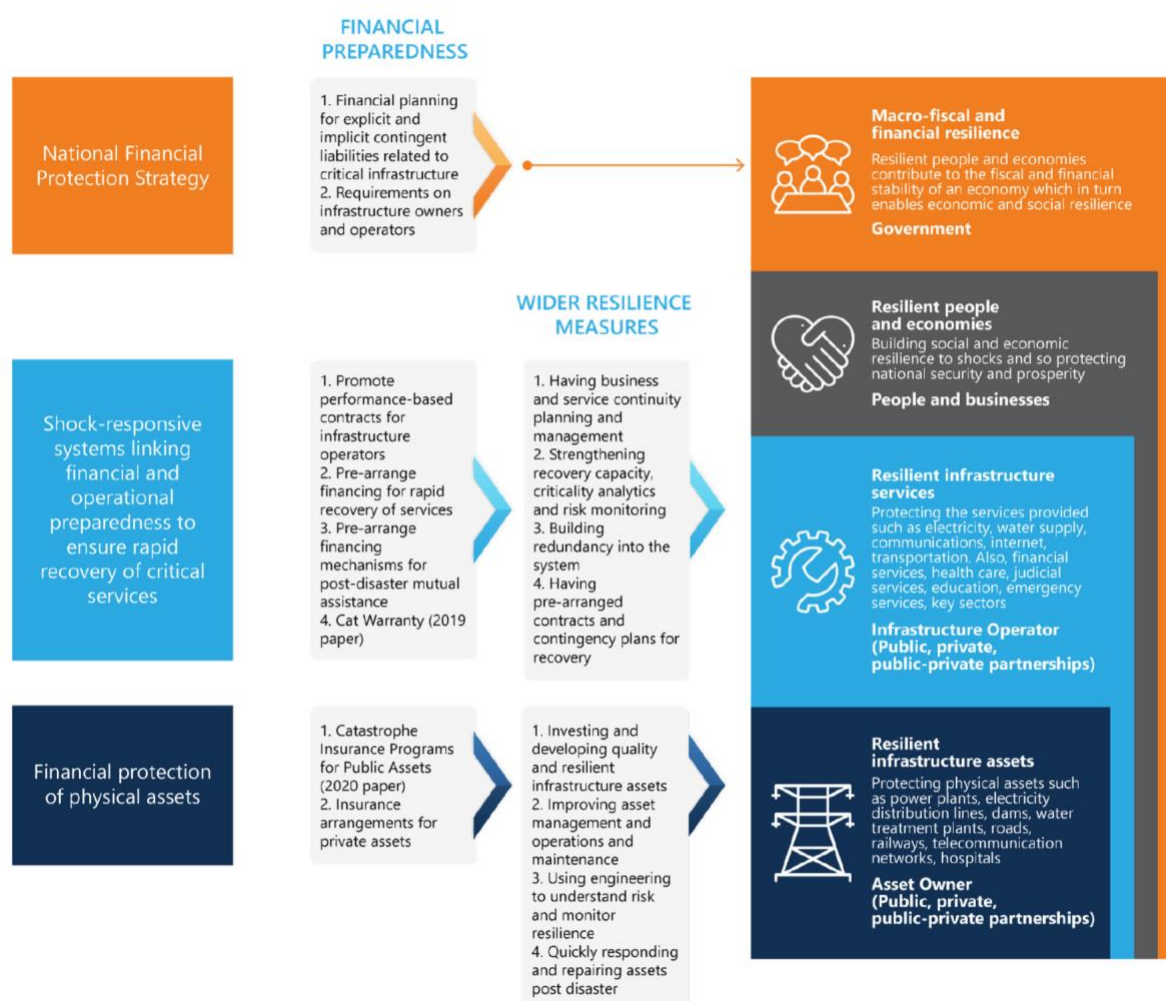 FINANCIAL
PREPAREDNESS
National Financial
Protection Strategy
1. Financial planning
for explicit and
implicit contingent
liabilities related to
critical infrastructure
2. Requirements on
infrastructure owners
and operators
Macro-fiscal and
financial resilience
Resilient people and economies
contribute to the fiscal and financial
stability of an economy which in turn
enables economic and social resilience
Government
WIDER RESILIENCE
MEASURES
Resilient people
and economies
Building social and economic
resilience to shocks and so protecting
national security and prosperity
People and businesses
Shock-responsive
systems linking
financial and
operational
preparedness to
ensure rapid
recovery of critical
services
1. Promote
performance-based
contracts for
infrastructure
operators
2. Pre-arrange
financing for rapid
recovery of services
3. Pre-arrange
financing
mechanisms for
post-disaster mutual
assistance
4. Cat Warranty (2019
paper)
1. Having business
and service continuity
planning and
management
2. Strengthening
recovery capacity,
criticality analytics
and risk monitoring
3. Building
redundancy into the
system
4. Having
pre-arranged
contracts and
contingency plans for
recovery
Resilient infrastructure
services
Protecting the services provided
such as electricity, water supply,
communications, internet,
transportation. Also, financial
services, health care, judicial
services, education, emergency
services, key sectors
Infrastructure Operator
(Public, private,
public-private partnerships)
Financial protection
of physical assets
1. Catastrophe
Insurance Programs
for Public Assets
(2020 paper)
2. Insurance
arrangements for
private assets
1. Investing and
developing quality
and resilient
infrastructure assets
2. Improving asset
management and
operations and
maintenance
3. Using engineering
to understand risk
and monitor
resilience
4. Quickly responding
and repairing assets
post disaster
Resilient
infrastructure assets
Protecting physical assets such
as power plants, electricity
distribution lines, dams, water
treatment plants, roads,
railways, telecommunication
networks, hospitals
Asset Owner
(Public, private,
public-private partnerships)